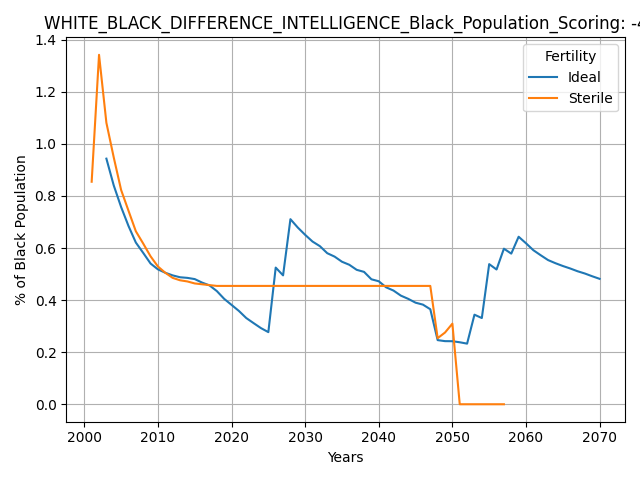 WHITE_BLACK_DIFFERENCE_INTELLIGENCE_Black_Population_Scoring: -4
Fertility
Ideal
Sterile
% of Black Population
1.4
1.2
1.0
0.8
0.6
0.4
0.2
0.0
2000 2010 2020 2030 2040 2050 2060 2070
Years